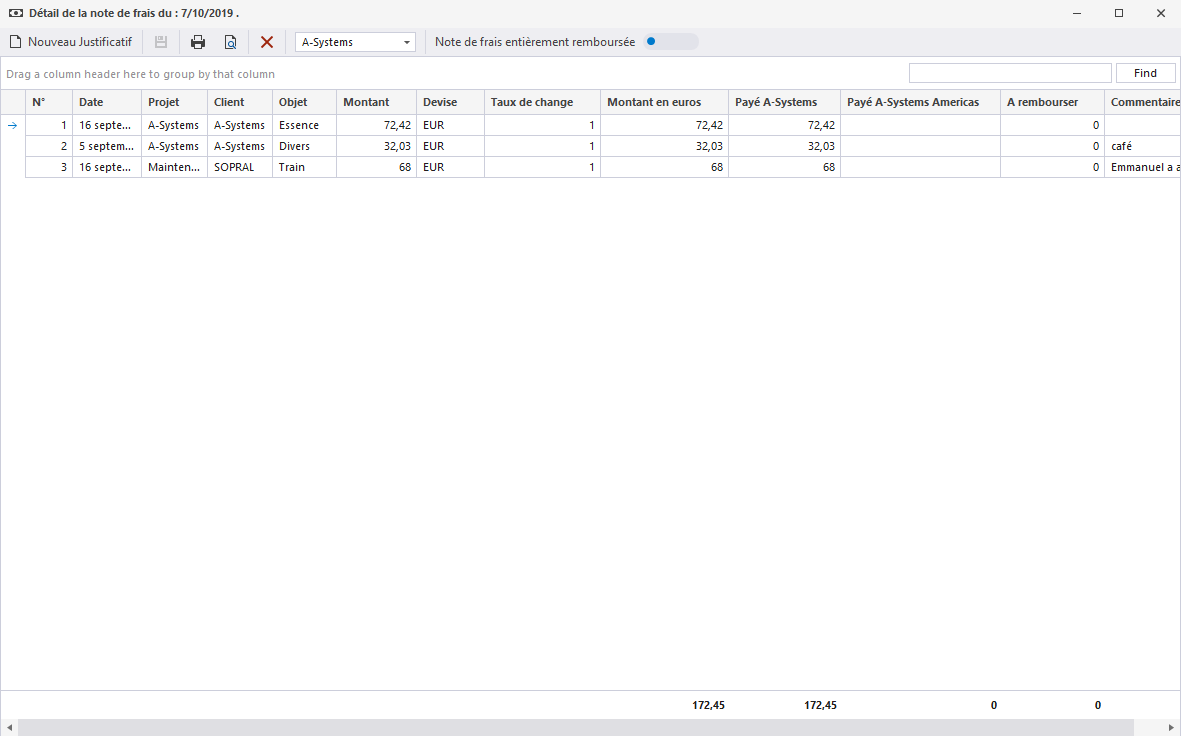 Détail de la note de frais du : 7/10/2019 .
Nouveau Justificatif A-Systems Note de frais entièrement remboursée
Drag a column header here to group by that column Find
N° Date Projet Client Objet Montant Devise Taux de change Montant en euros Payé A-Systems Payé A-Systems Americas A rembourser Commentaire
1 16 septe... A-Systems A-Systems Essence 72,42 EUR 1 72,42 72,42 0
2 5 septem... A-Systems A-Systems Divers 32,03 EUR 1 32,03 32,03 0 café
3 16 septe... Mainten... SOPRAL Train 68 EUR 1 68 68 0 Emmanuel a a
172,45 172,45 0 0